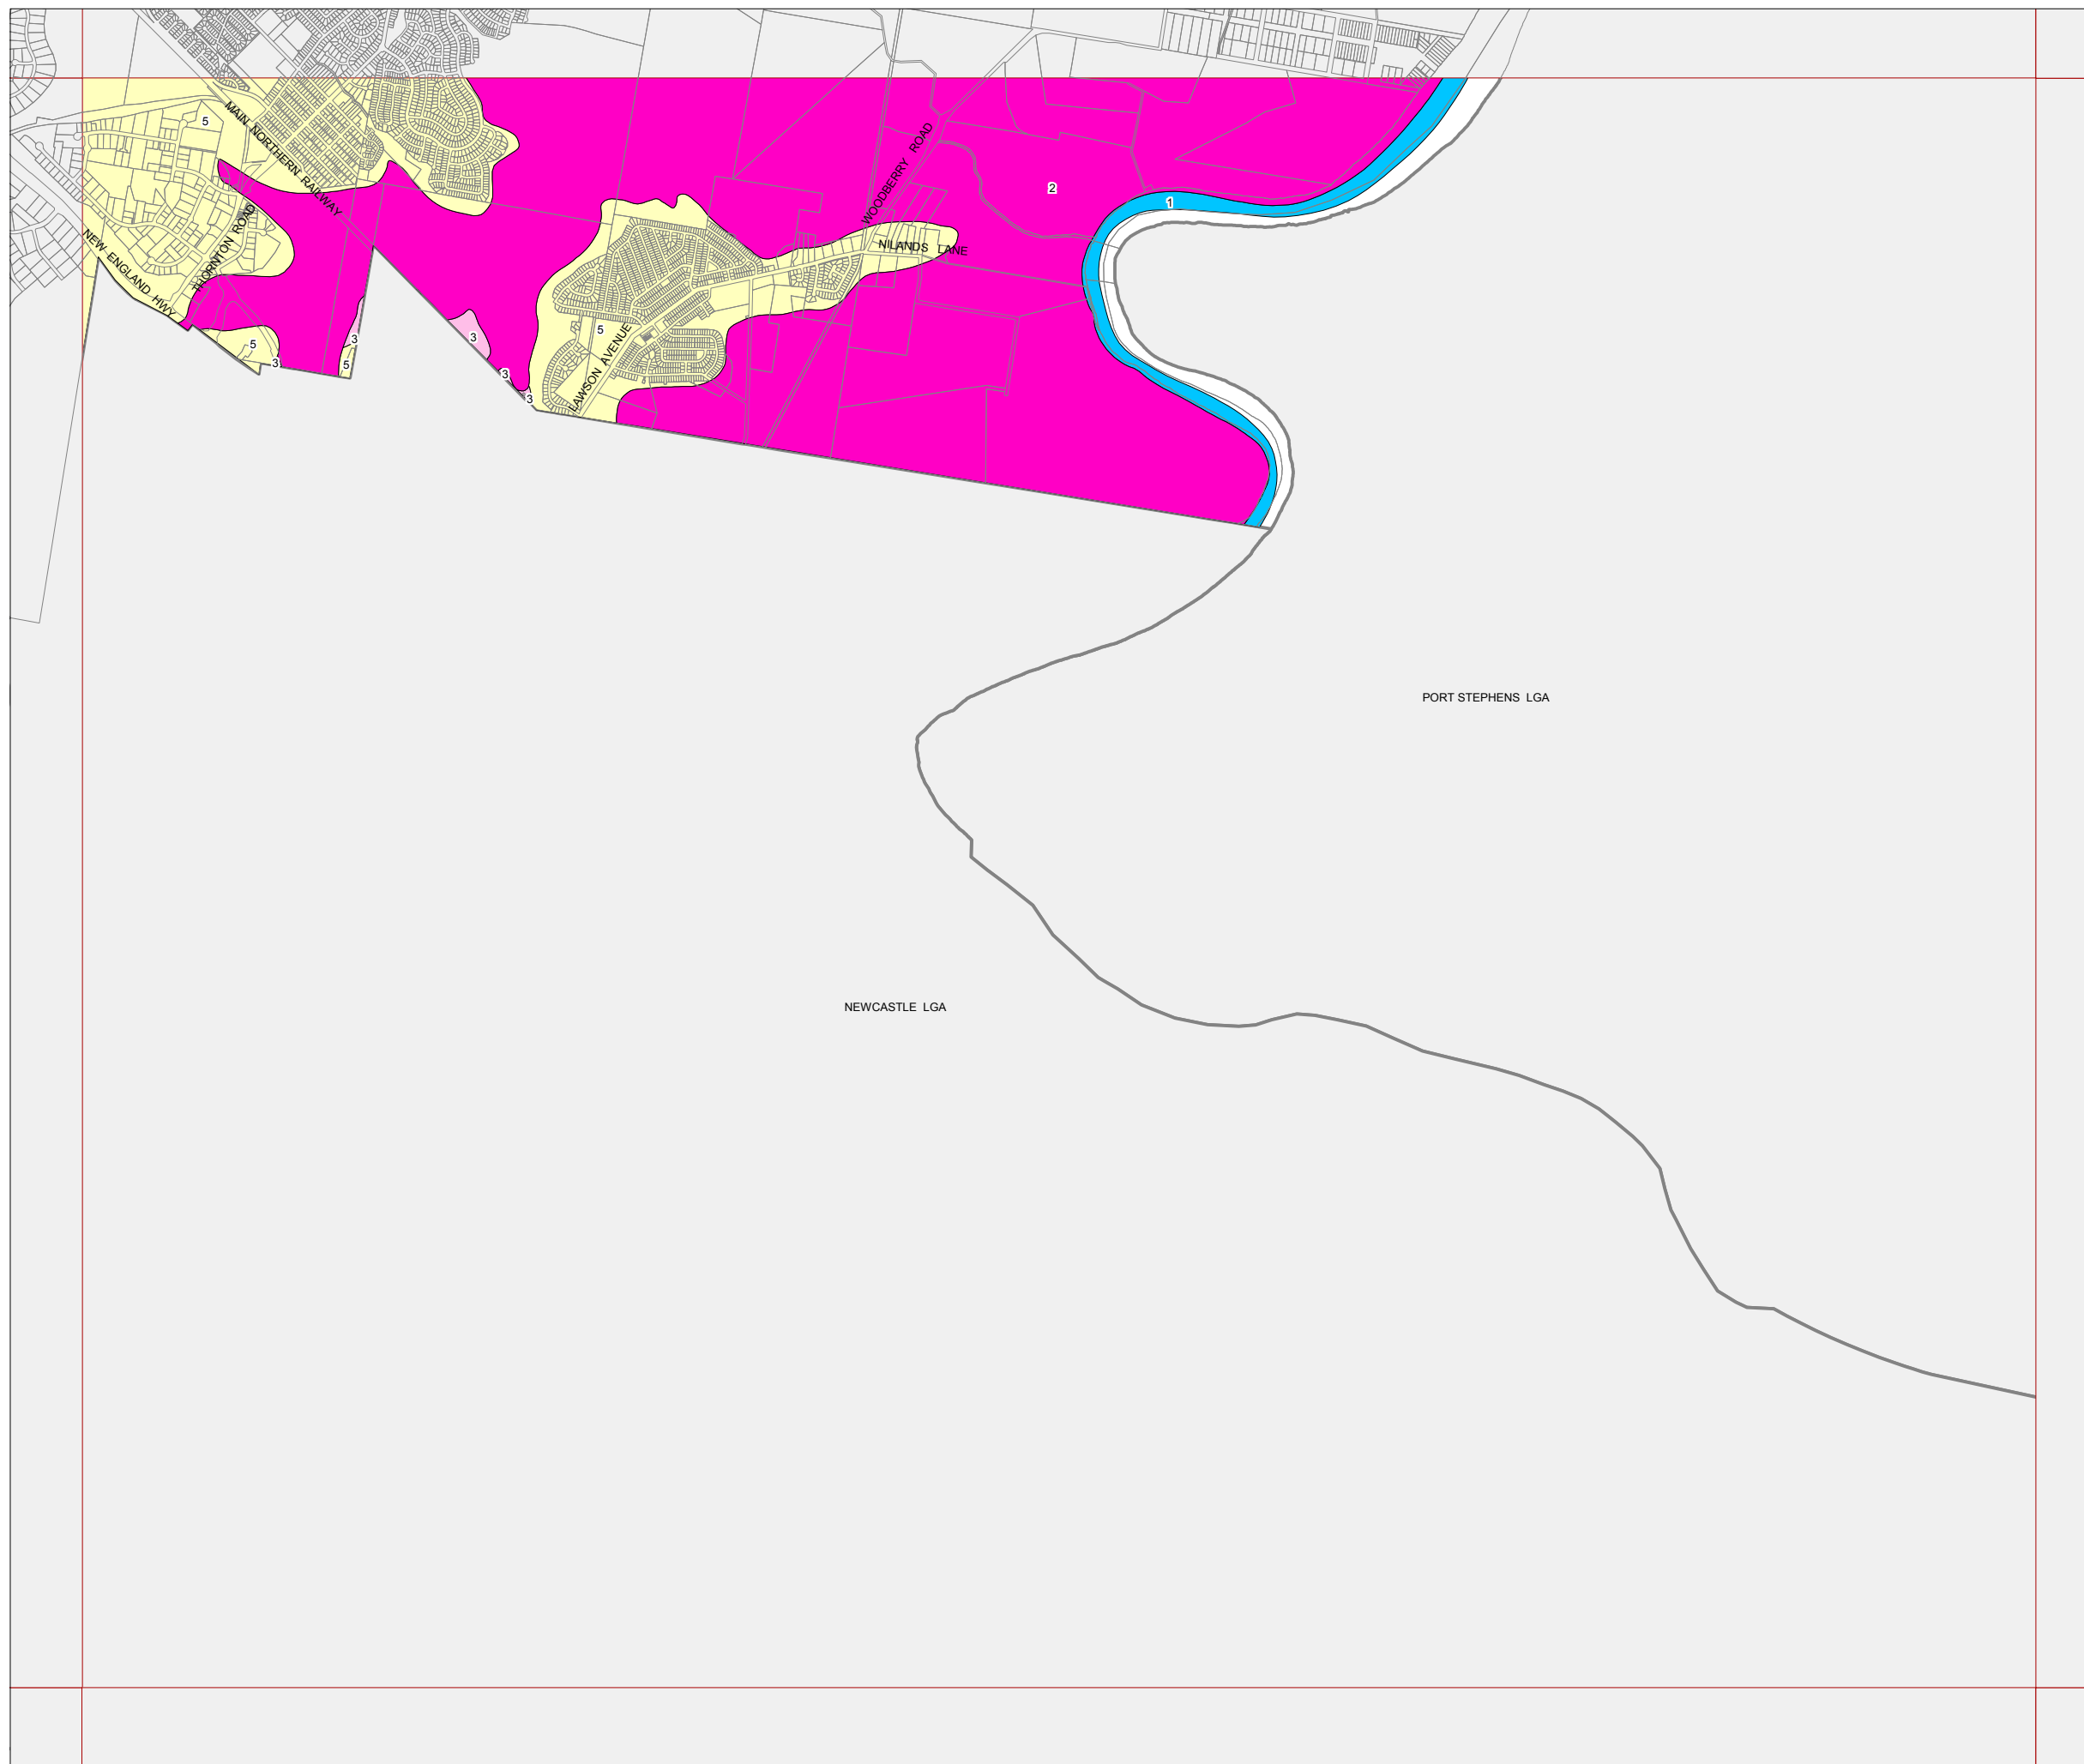 5
MAIN NORTHERN RAILWAY
WOODBERRY ROAD
2
1
THORNTON ROAD
NEW ENGLAND HWY
NILANDS LANE
5
LAWSON AVENUE
3
3
5
3
5
3
3
PORT STEPHENS LGA
NEWCASTLE LGA